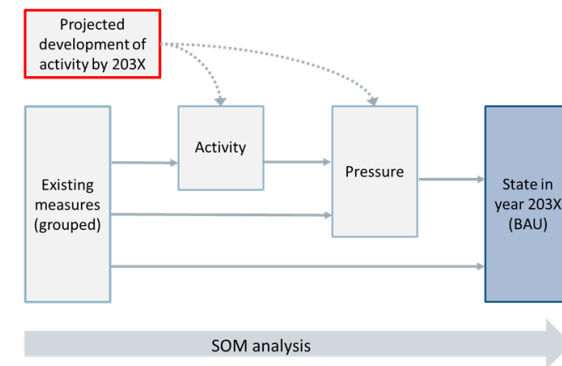 Projected
development of
activity by 203X
Activity
Pressure
Existing
measures
(grouped)
State in
year 203X
(BAU)
SOM analysis